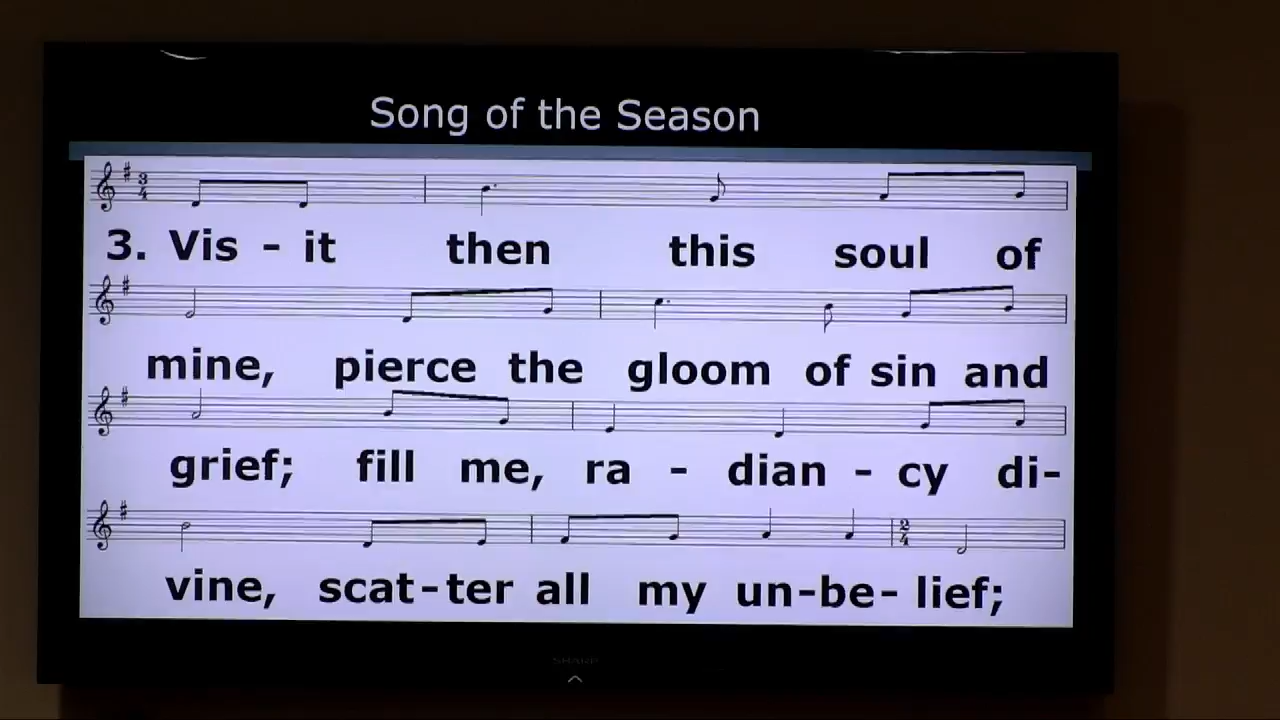 Song of the Season
3. Vis - it then this soul of
mine, pierce the gloom of sin and
grief; fill me, ra - dian - cy di-
vine, scat-ter all my un-be- lief;
SHARP